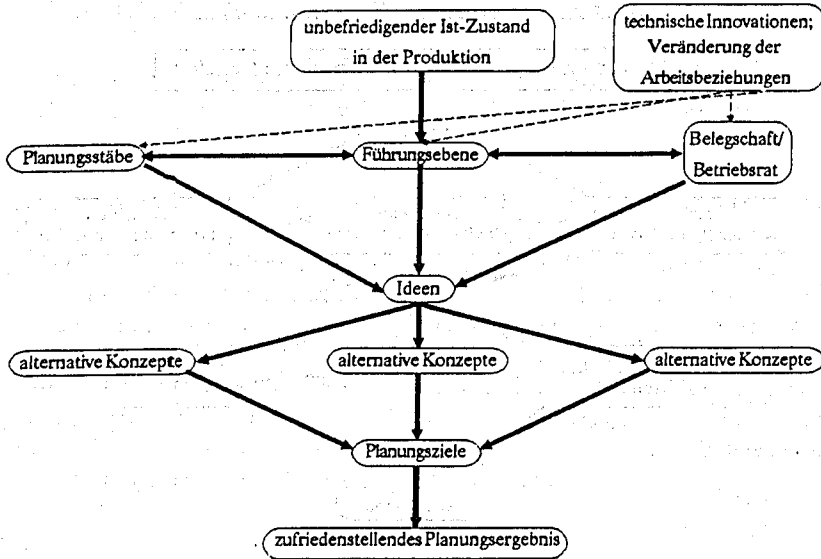 unbefriedigender Ist-Zustand
in der Produktion
technische Innovationen;
Veränderung der
Arbeitsbeziehungen
Planungsstäbe
Führungsebene
Belegschaft/
Betriebsrat
Ideen
alternative Konzepte
alternative Konzepte
alternative Konzepte
Planungsziele
zufriedenstellendes Planungsergebnis